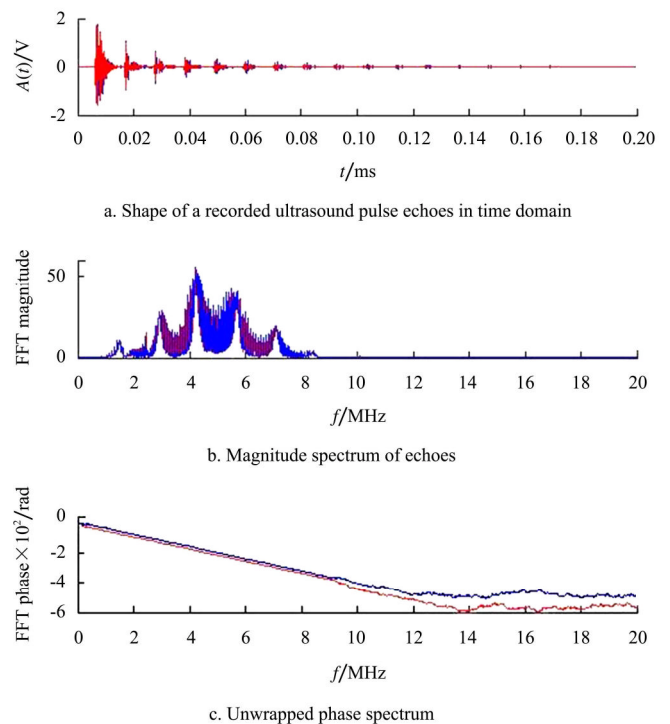 2
0
-2
A(t)/V
0 0.02 0.04 0.06 0.08 0.10 0.12 0.14 0.16 0.18 0.20
t/ms
a. Shape of a recorded ultrasound pulse echoes in time domain
50
0
FFT magnitude
0 2 4 6 8 10 12 14 16 18 20
f/MHz
b. Magnitude spectrum of echoes
0
-2
-4
-6
FFT phase×10²/rad
0 2 4 6 8 10 12 14 16 18 20
f/MHz
c. Unwrapped phase spectrum